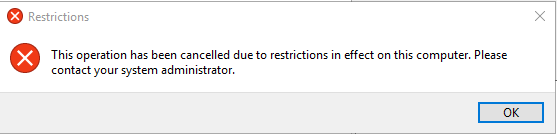 Restrictions
This operation has been cancelled due to restrictions in effect on this computer. Please
contact your system administrator.
OK